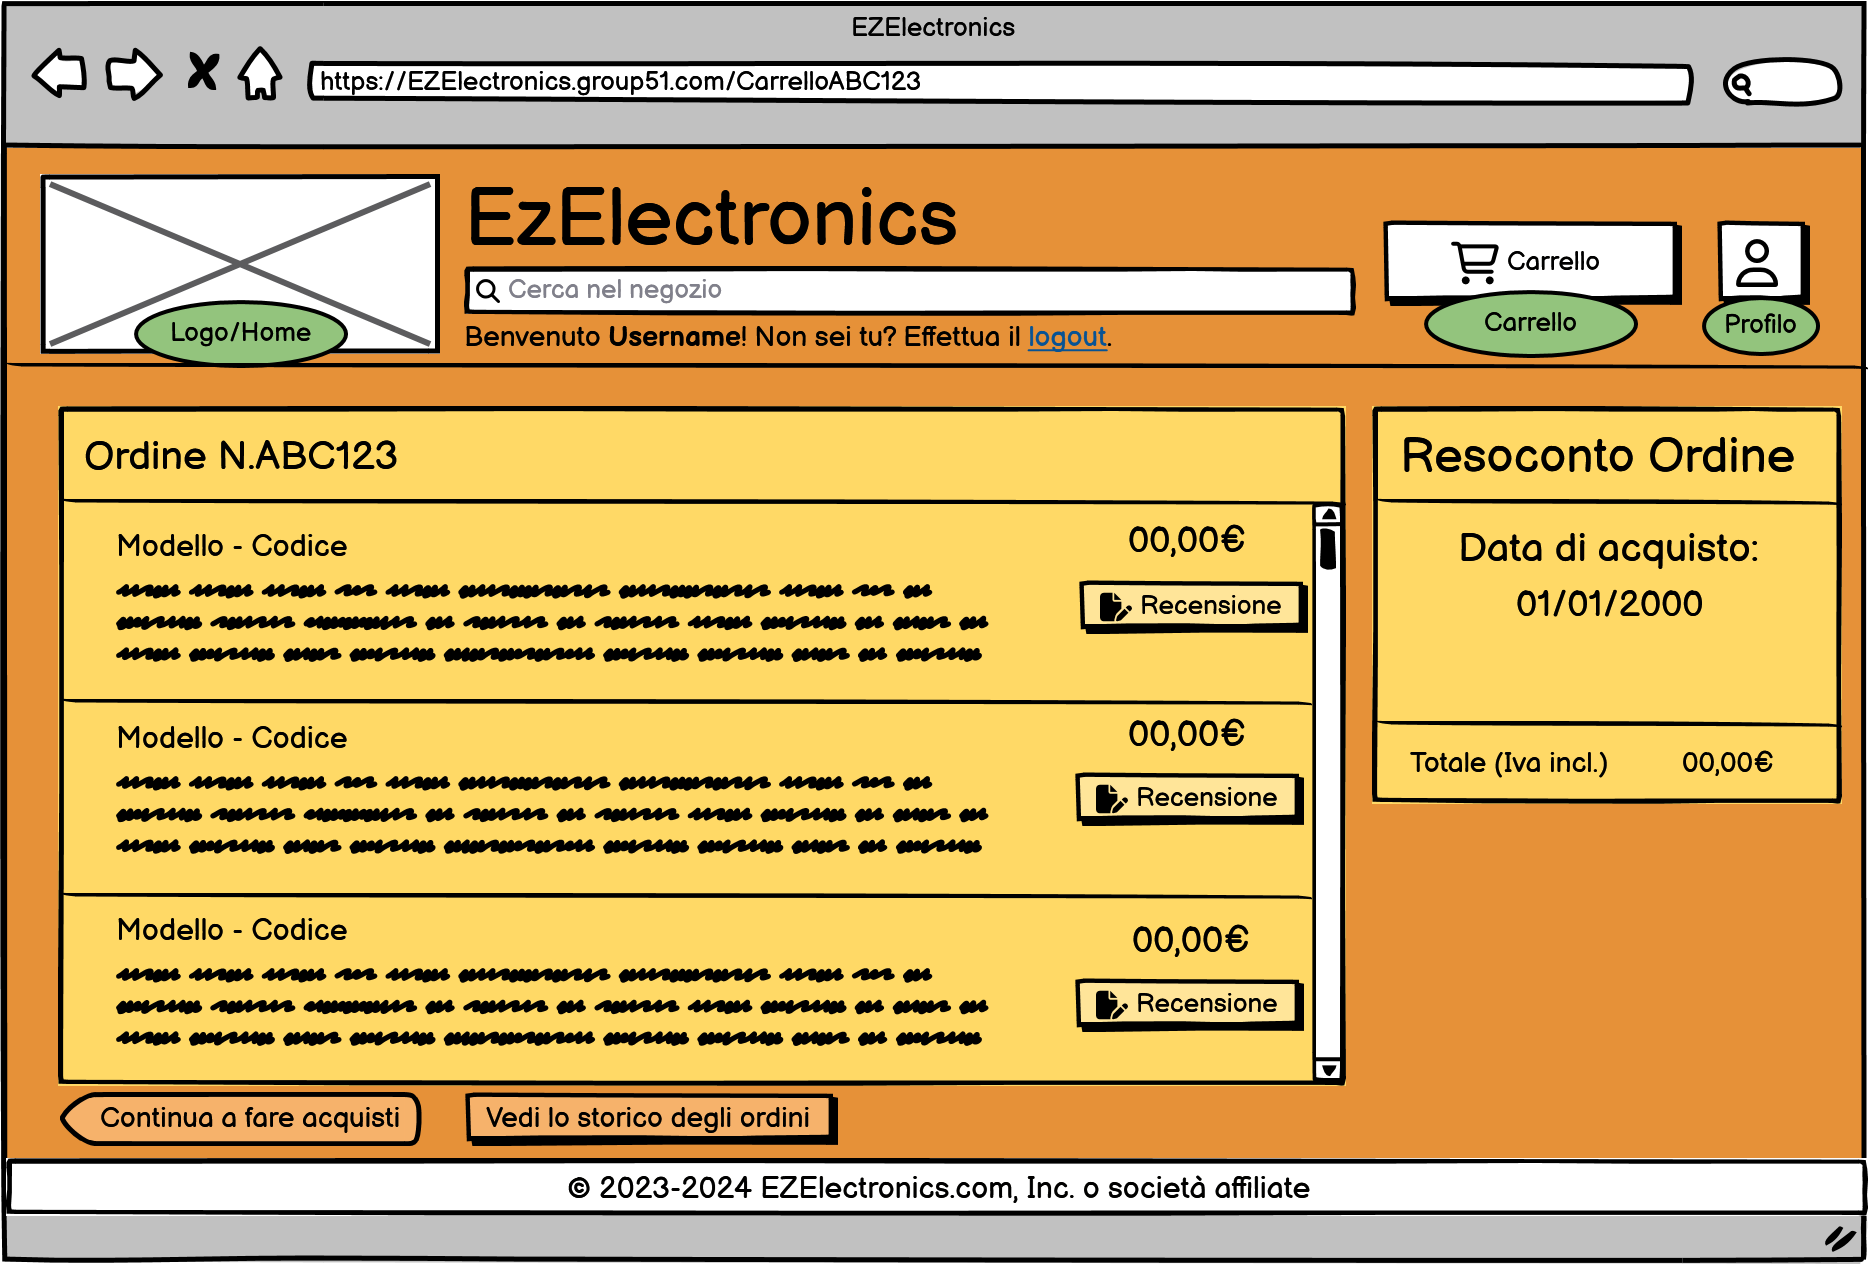 EZElectronics
https://EZElectronics.group51.com/CarrelloABC123
EzElectronics
Cerca nel negozio
Benvenuto Username! Non sei tu? Effettua il logout.
Logo/Home
Carrello
Carrello
Profilo
Ordine N.ABC123
Modello - Codice
00,00€
Recensione
Modello - Codice
00,00€
Recensione
Modello - Codice
00,00€
Recensione
Resoconto Ordine
Data di acquisto:
01/01/2000
Totale (Iva incl.) 00,00€
Continua a fare acquisti
Vedi lo storico degli ordini
© 2023-2024 EZElectronics.com, Inc. o società affiliate